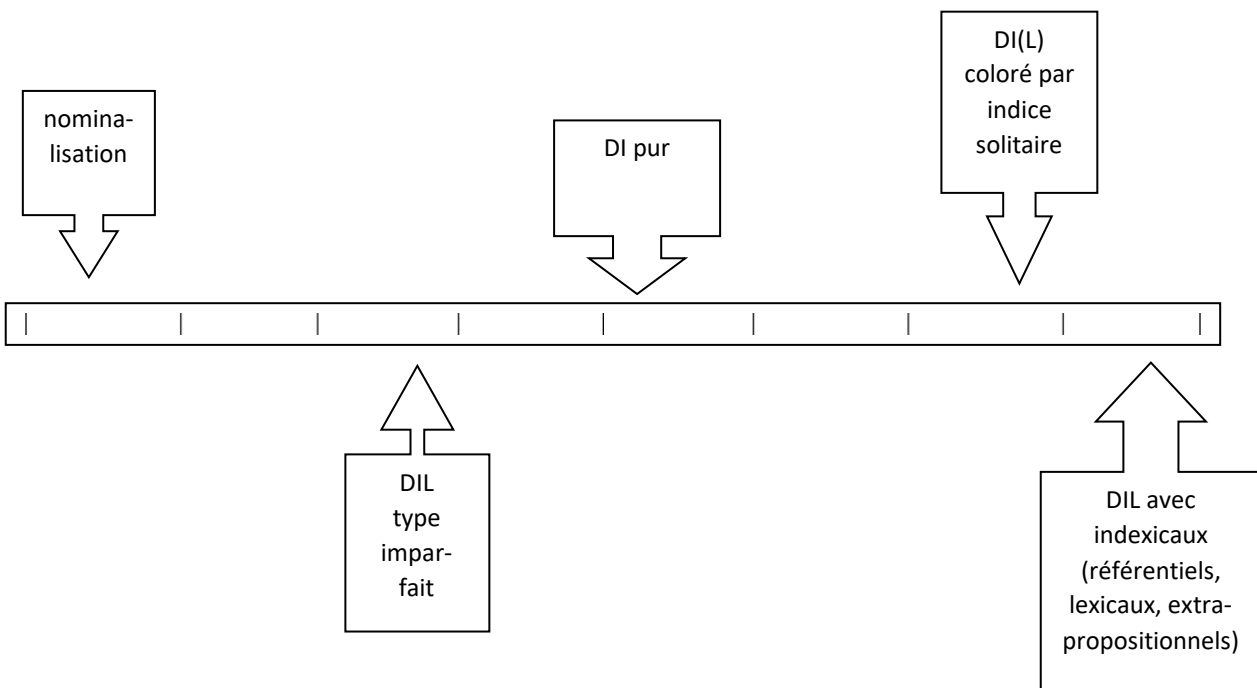 nomina-
lisation
DI pur
DI(L)
coloré par
indice
solitaire
DIL
type
impar-
fait
DIL avec
indexicaux
(référentiels,
lexicaux, extra-
propositionnels)